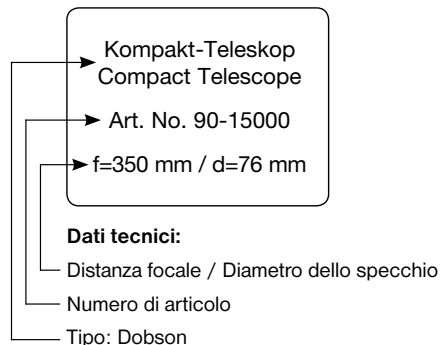 Kompakt-Teleskop
Compact Telescope
Art. No. 90-15000
f=350 mm / d=76 mm
Dati tecnici:
Distanza focale / Diametro dello specchio
Numero di articolo
Tipo: Dobson